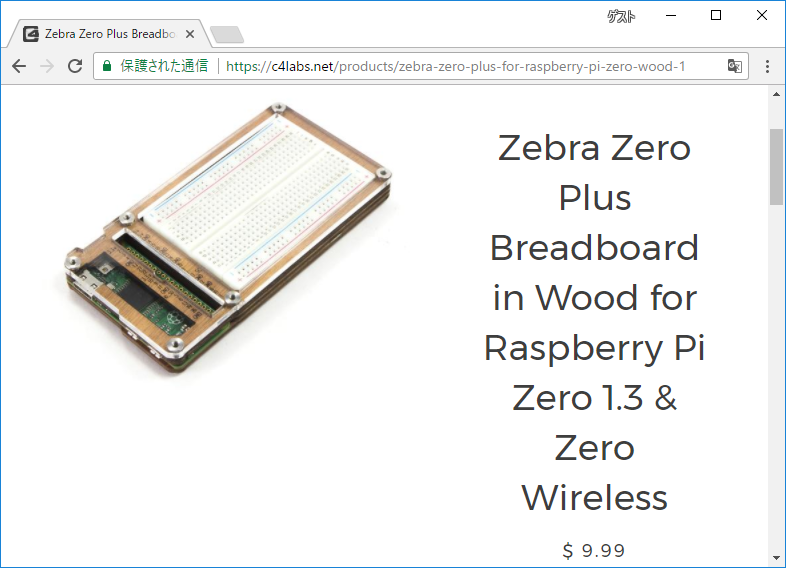 ゲスト
Zebra Zero Plus Breadbo
保護された通信
https://c4labs.net/products/zebra-zero-plus-for-raspberry-pi-zero-wood-1
Zebra Zero
Plus
Breadboard
in Wood for
Raspberry Pi
Zero 1.3 &
Zero
Wireless
$ 9.99